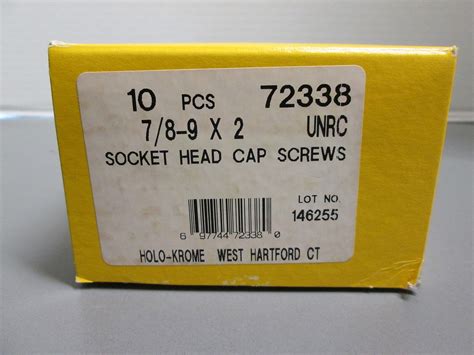 10 PCS 72338
7/8-9 X 2 UNRC
SOCKET HEAD CAP SCREWS
LOT NO.
146255
6 97744 72338 0
HOLO-KROME WEST HARTFORD CT